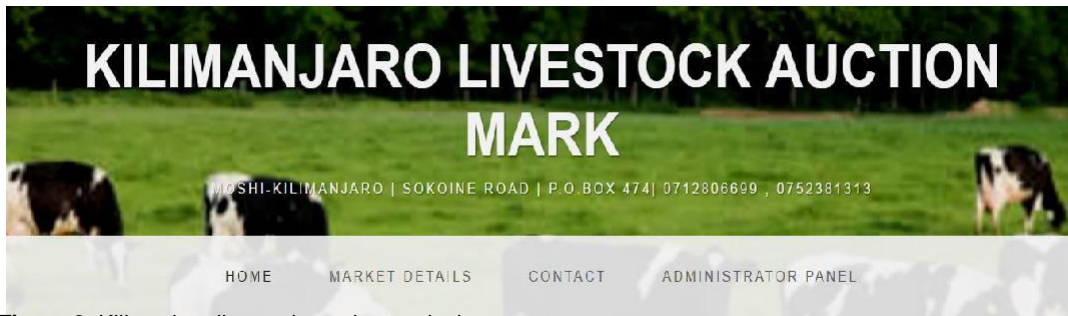 KILIMANJARO LIVESTOCK AUCTION
MARK
MOSHI-KILIMANJARO | SOKOINE ROAD | P.O.BOX 474| 0712806699 , 0752381313
HOME MARKET DETAILS CONTACT ADMINISTRATOR PANEL